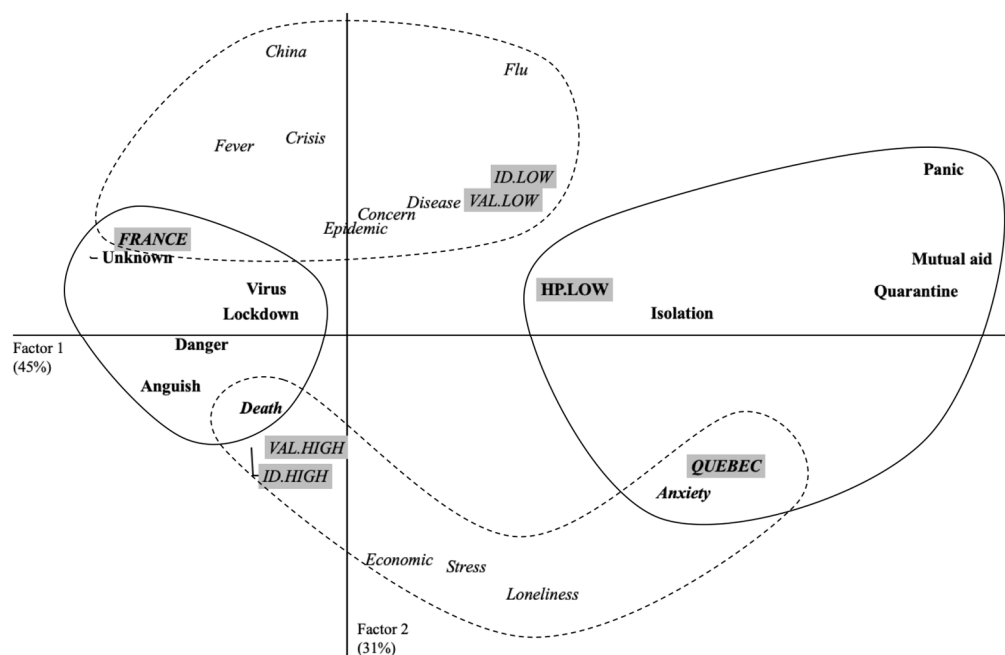 China
Flu
Crisis
Fever
Panic
ID.LOW
Disease VAL.LOW
Concern
Epidemic
FRANCE
Unknown
Mutual aid
Virus
HP.LOW
Quarantine
Lockdown
Isolation
Factor 1
(45%)
Danger
Anguish
Death
VAL.HIGH
ID.HIGH
QUEBEC
Anxiety
Economic
Stress
Loneliness
Factor 2
(31%)